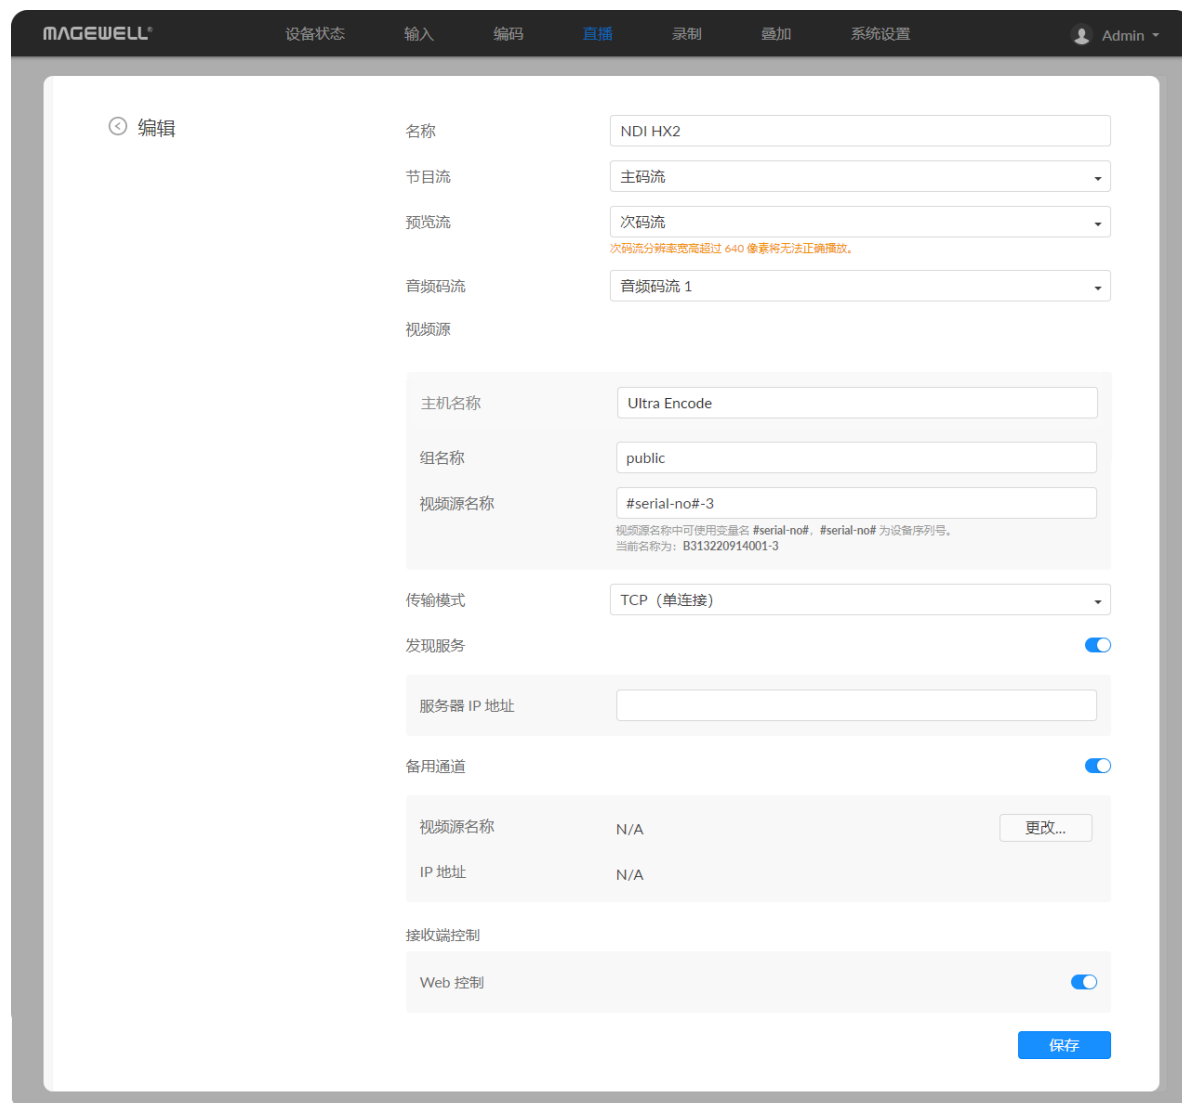 MAGEWELL® 设备状态 输入 编码 直播 录制 叠加 系统设置 Admin
编辑
名称 NDI HX2
节目流 主码流
预览流 次码流
次码流分辨率宽高超过 640 像素将无法正确播放。
音频码流 音频码流 1
视频源
主机名称 Ultra Encode
组名称 public
视频源名称 #serial-no#-3
视频源名称中可使用变量名 #serial-no#，#serial-no# 为设备序列号。
当前名称为：B313220914001-3
传输模式 TCP（单连接）
发现服务
服务器 IP 地址
备用通道
视频源名称 N/A 更改...
IP 地址 N/A
接收端控制
Web 控制
保存